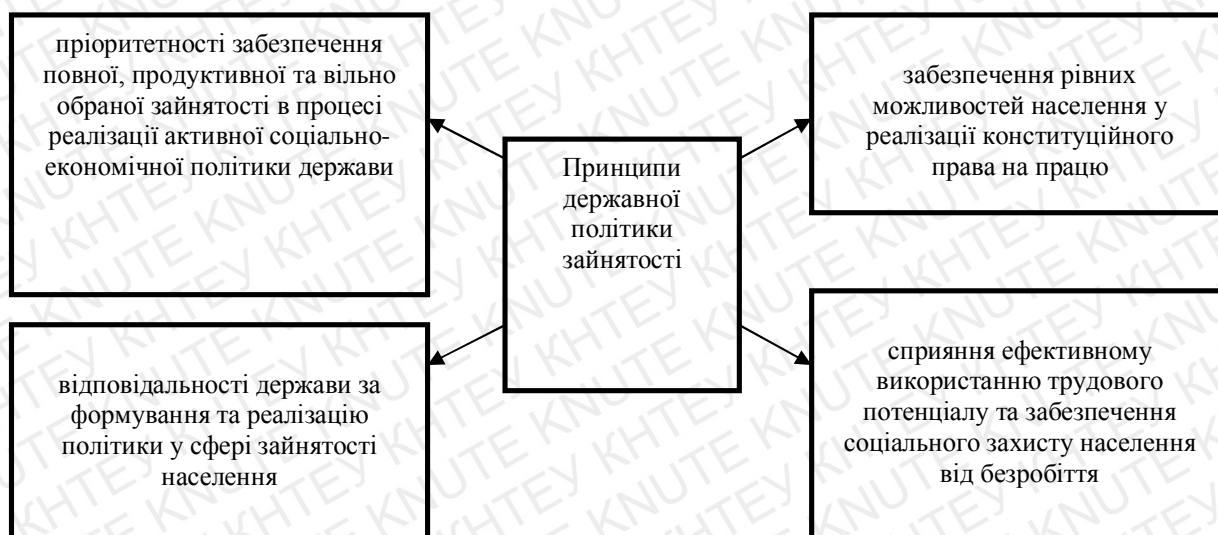 пріоритетності забезпечення
повної, продуктивної та вільно
обраної зайнятості в процесі
реалізації активної соціально-
економічної політики держави
забезпечення рівних
можливостей населення у
реалізації конституційного
права на працю
Принципи
державної
політики
зайнятості
відповідальності держави за
формування та реалізацію
політики у сфері зайнятості
населення
сприяння ефективному
використанню трудового
потенціалу та забезпечення
соціального захисту населення
від безробіття